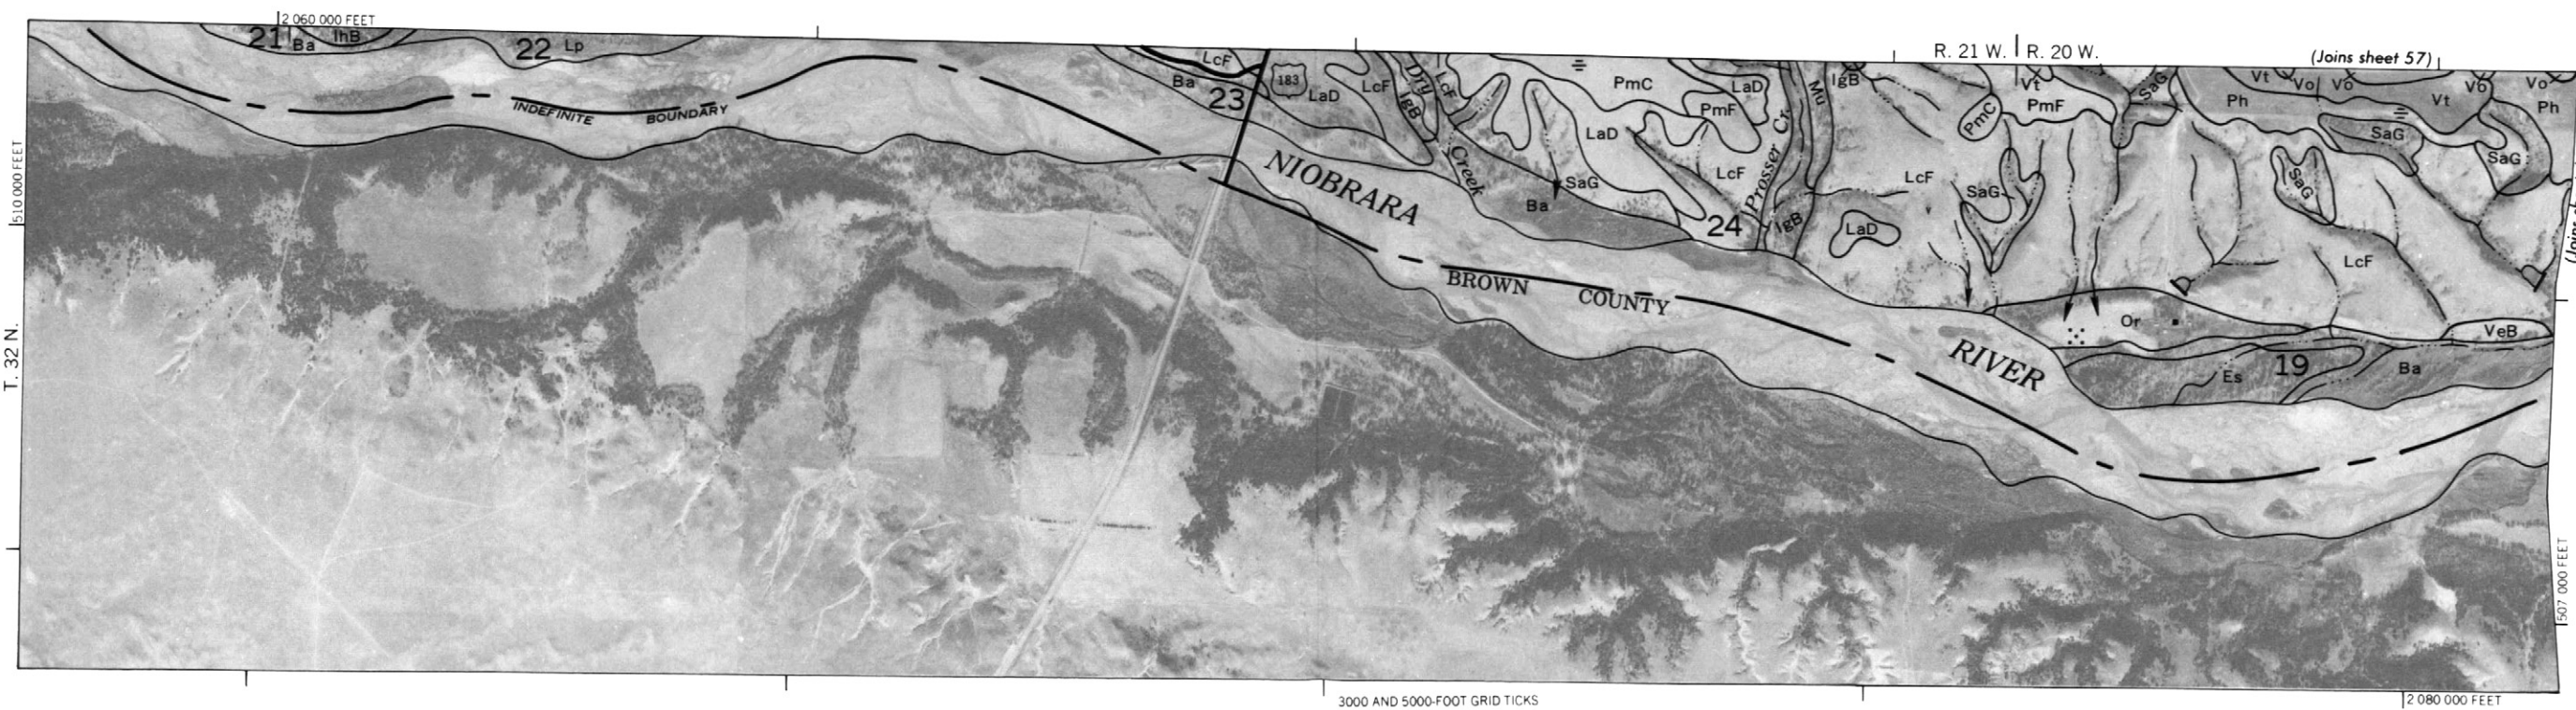 2 060 000 FEET
R. 21 W. R. 20 W.
(Joins sheet 57)
21
Ba
IhB
22
Lp
INDEFINITE BOUNDARY
LcF
Ba
23
183
LaD
LcF
Dry
Creek
IgB
LcF
PmC
LaD
PmF
LaD
LcF
SaG
Ba
24
Prosser Cr.
Mu
IgB
IgB
LcF
LaD
SaG
PmC
Vt
PmF
SaG
Vt
Vo
Vo
Vo
Vo
Ph
Vt
Ph
SaG
SaG
SaG
LcF
NIOBRARA
RIVER
BROWN COUNTY
Or
VeB
19
Es
Ba
510 000 FEET
T. 32 N.
507 000 FEET
3000 AND 5000-FOOT GRID TICKS
2 080 000 FEET